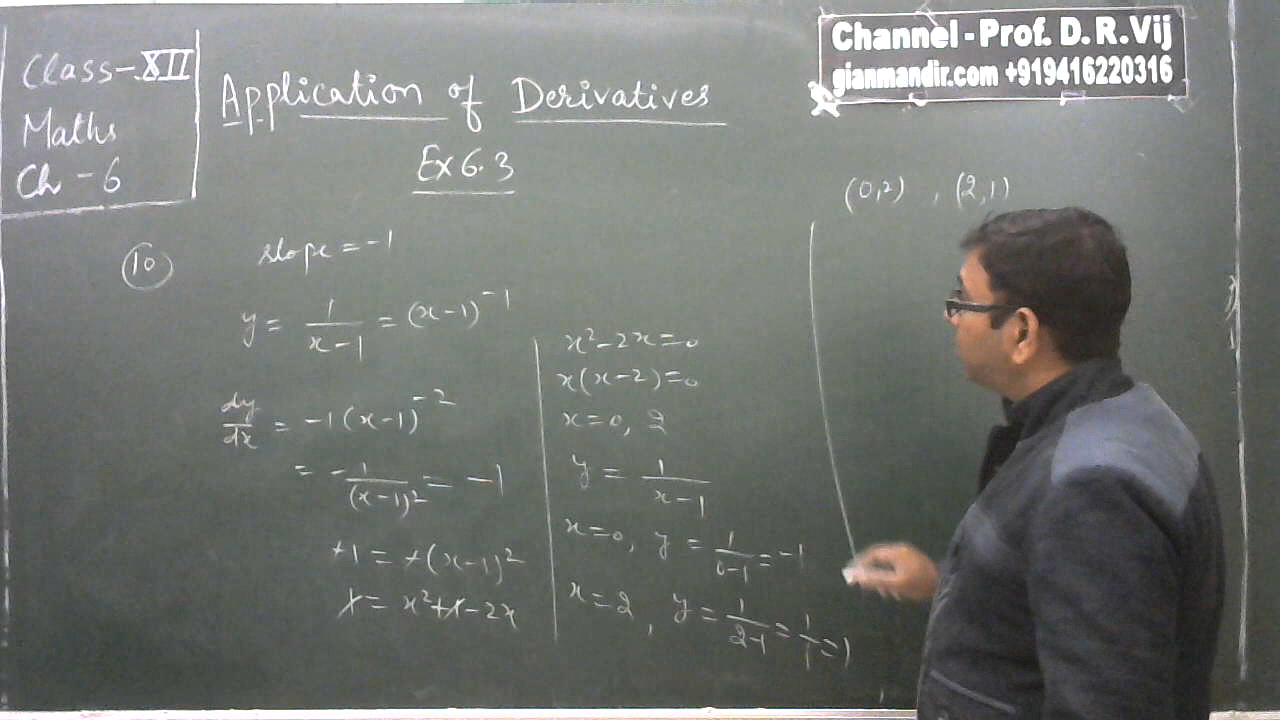 Channel - Prof. D. R. Vij
gianmandir.com +919416220316
Class-XII
Maths
Ch-6
Application of Derivatives
Ex 6.3
(10)
slope = -1
y = 1/(x-1) = (x-1)^-1
dy/dx = -1(x-1)^-2
= -1/(x-1)² = -1
+1 = +(x-1)²
1 = x²+1-2x
x²-2x=0
x(x-2)=0
x=0, 2
y = 1/(x-1)
x=0, y = 1/(0-1) = -1
x=2, y = 1/(2-1) = 1/1 = 1
(0,2) , (2,1)